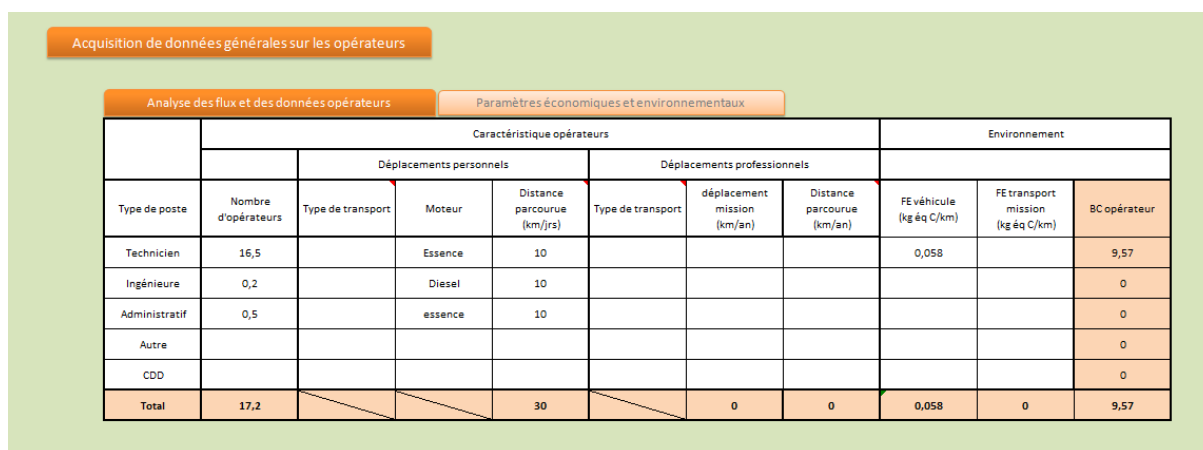 Acquisition de données générales sur les opérateurs
Analyse des flux et des données opérateurs
Paramètres économiques et environnementaux
Caractéristique opérateurs
Environnement
Déplacements personnels
Déplacements professionnels
Type de poste
Nombre
d'opérateurs
Type de transport
Moteur
Distance
parcourue
(km/jrs)
Type de transport
déplacement
mission
(km/an)
Distance
parcourue
(km/an)
FE véhicule
(kg éq C/km)
FE transport
mission
(kg éq C/km)
BC opérateur
Technicien 16,5 Essence 10 0,058 9,57
Ingénieure 0,2 Diesel 10 0
Administratif 0,5 essence 10 0
Autre 0
CDD 0
Total 17,2 30 0 0 0,058 0 9,57